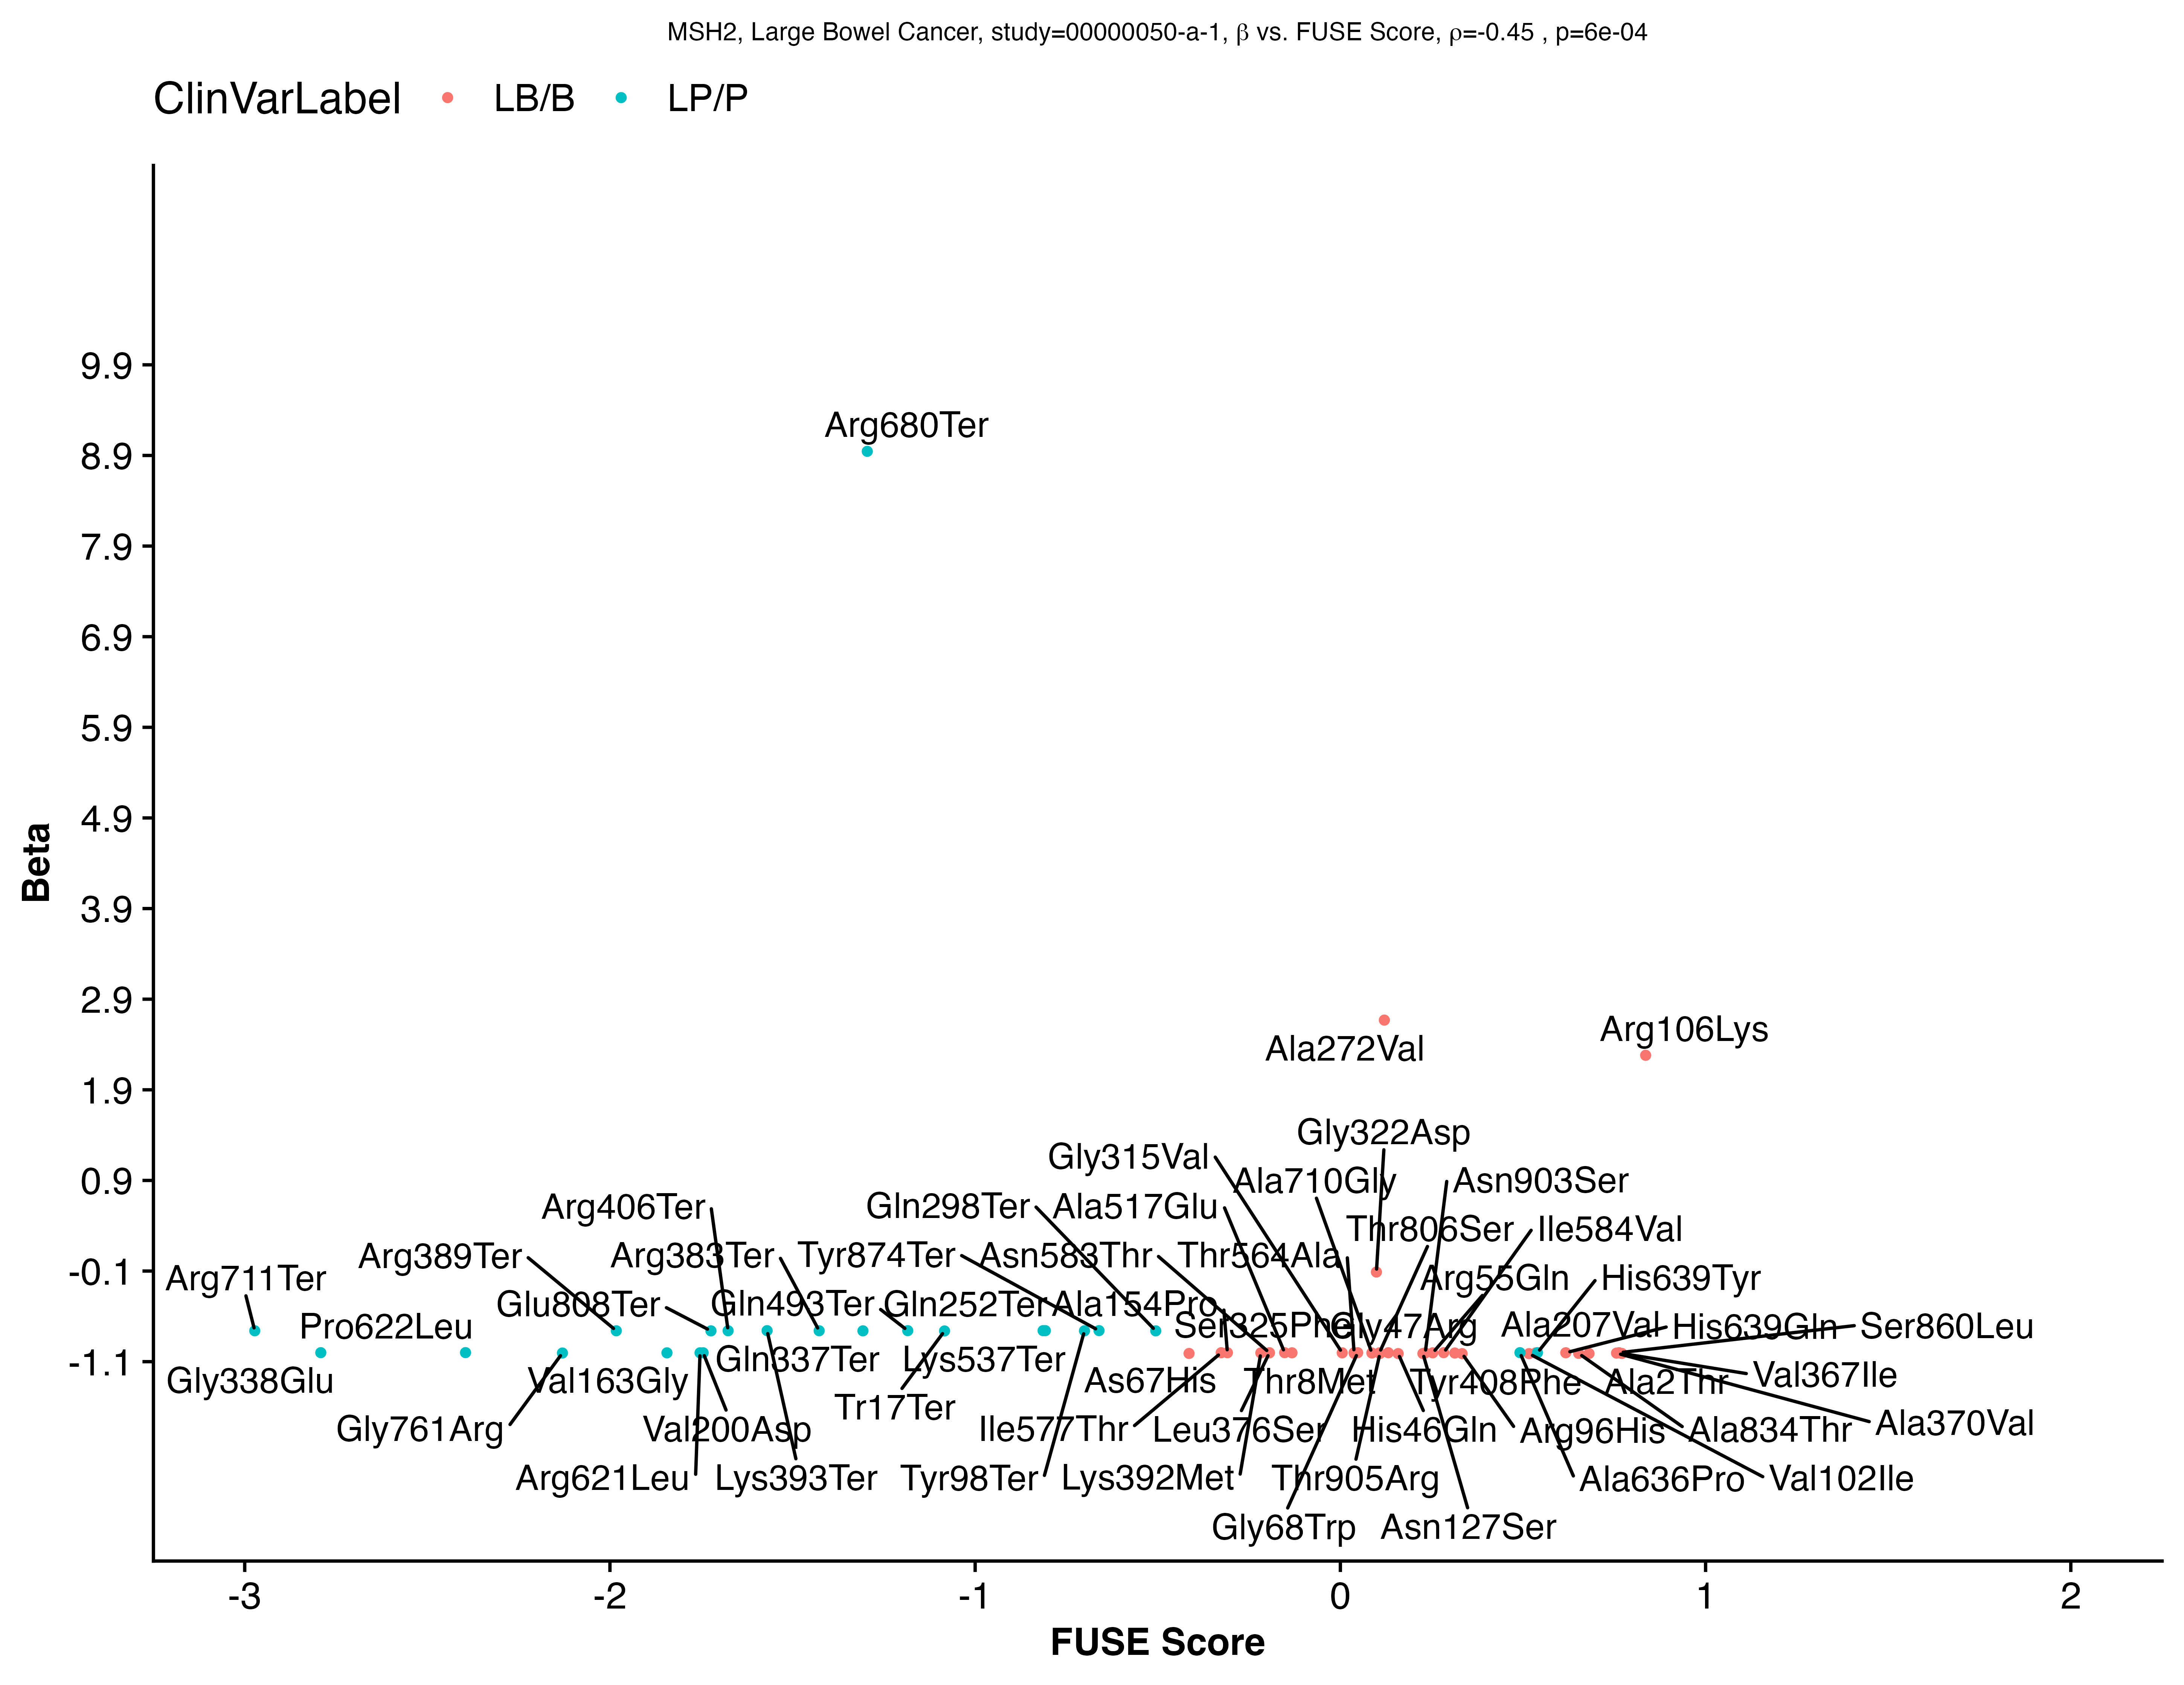 MSH2, Large Bowel Cancer, study=00000050-a-1, β vs. FUSE Score, ρ=-0.45 , p=6e-04
ClinVarLabel LB/B LP/P
9.9
Arg680Ter
8.9
7.9
6.9
5.9
4.9
Beta
3.9
2.9
Arg106Lys
Ala272Val
1.9
Gly322Asp
Gly315Val
0.9
Ala710Gly
Asn903Ser
Arg406Ter
Gln298Ter
Ala517Glu
Thr806Ser
Ile584Val
Arg389Ter
Arg383Ter
Tyr874Ter
Asn583Thr
Thr564Ala
-0.1
Arg711Ter
Arg55Gln
His639Tyr
Glu808Ter
Gln493Ter
Gln252Ter
Ala154Pro
Pro622Leu
Ser325Phe
Gly47Arg
Ala207Val
His639Gln
Ser860Leu
-1.1
Gln337Ter
Lys537Ter
Gly338Glu
Val163Gly
As67His
Thr8Met
Tyr408Phe
Ala2Thr
Val367Ile
Tr17Ter
Gly761Arg
Val200Asp
Ile577Thr
Leu376Ser
His46Gln
Arg96His
Ala834Thr
Ala370Val
Arg621Leu
Lys393Ter
Tyr98Ter
Lys392Met
Thr905Arg
Ala636Pro
Val102Ile
Gly68Trp
Asn127Ser
-3 -2 -1 0 1 2
FUSE Score